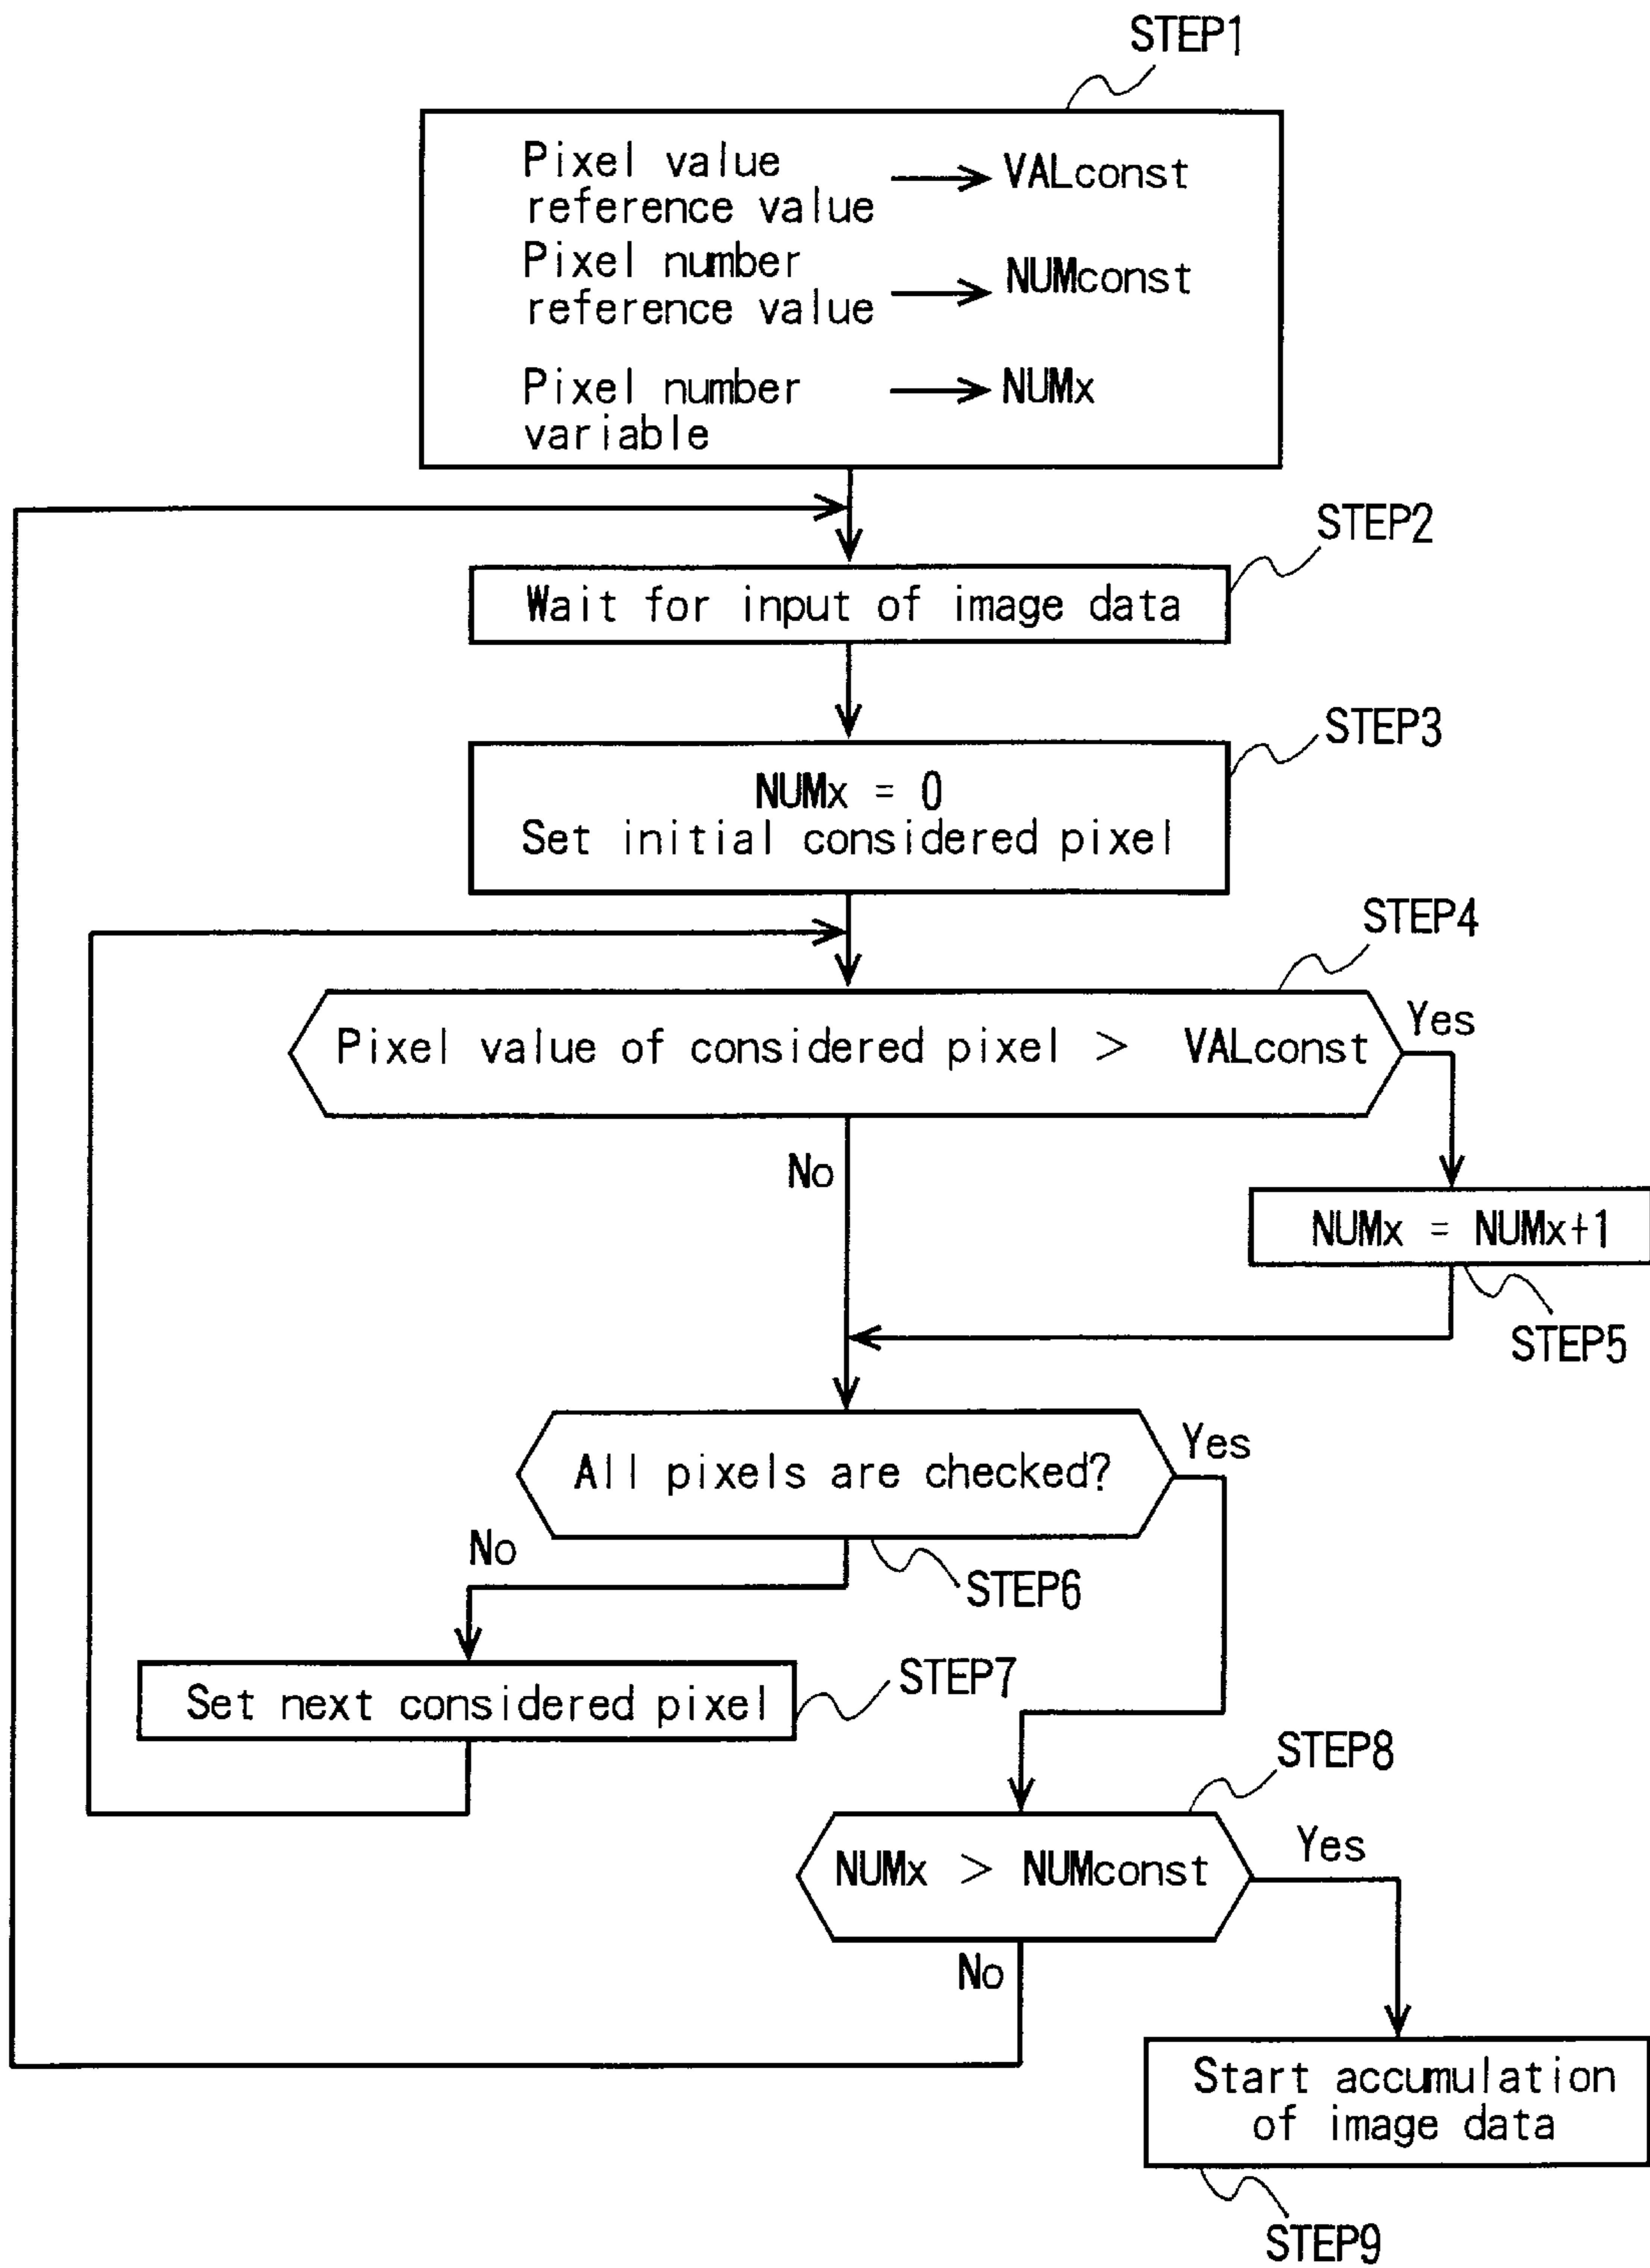 STEP1
Pixel value
reference value → VALconst
Pixel number
reference value → NUMconst
Pixel number → NUMx
variable
STEP2
Wait for input of image data
STEP3
NUMx = 0
Set initial considered pixel
STEP4
Pixel value of considered pixel > VALconst
Yes
No
NUMx = NUMx+1
STEP5
All pixels are checked?
Yes
No
STEP6
Set next considered pixel
STEP7
STEP8
NUMx > NUMconst
Yes
No
Start accumulation
of image data
STEP9